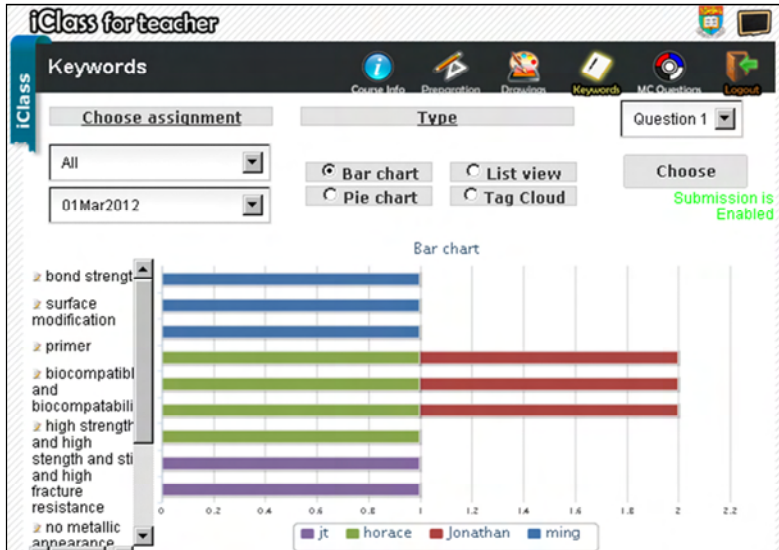 iClass for teacher
iClass
Keywords
Course Info
Preparation
Drawings
Keywords
MC Questions
Logout
Choose assignment
Type
Question 1
All
Bar chart
List view
Choose
01Mar2012
Pie chart
Tag Cloud
Submission is
Enabled
Bar chart
bond strengt
surface
modification
primer
biocompatibl
and
biocompatabili
high strength
and high
stength and sti
and high
fracture
resistance
no metallic
appearance
0 0.2 0.4 0.6 0.8 1 1.2 1.4 1.6 1.8 2 2.2
jt horace Jonathan ming